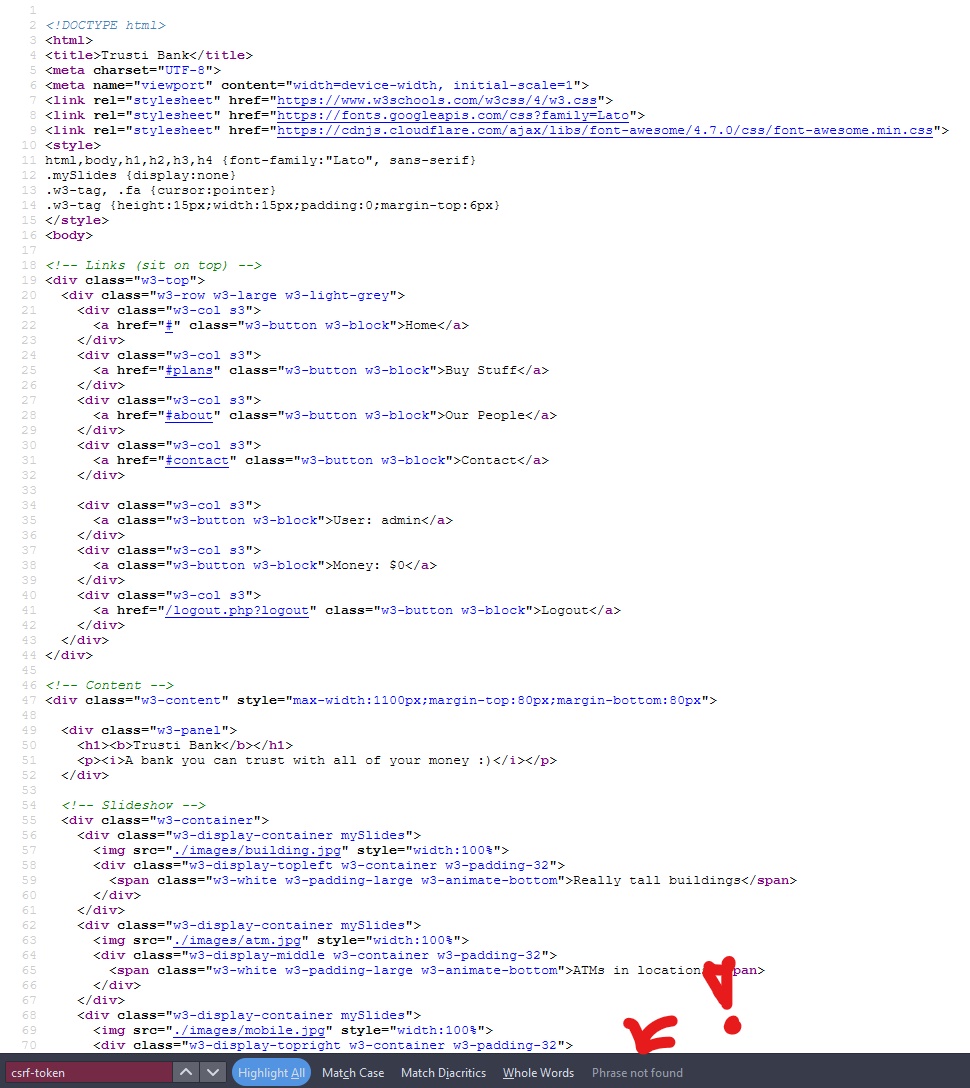 1
2 <!DOCTYPE html>
3 <html>
4 <title>Trusti Bank</title>
5 <meta charset="UTF-8">
6 <meta name="viewport" content="width=device-width, initial-scale=1">
7 <link rel="stylesheet" href="https://www.w3schools.com/w3css/4/w3.css">
8 <link rel="stylesheet" href="https://fonts.googleapis.com/css?family=Lato">
9 <link rel="stylesheet" href="https://cdnjs.cloudflare.com/ajax/libs/font-awesome/4.7.0/css/font-awesome.min.css">
10 <style>
11 html,body,h1,h2,h3,h4 {font-family:"Lato", sans-serif}
12 .mySlides {display:none}
13 .w3-tag, .fa {cursor:pointer}
14 .w3-tag {height:15px;width:15px;padding:0;margin-top:6px}
15 </style>
16 <body>
17
18 <!-- Links (sit on top) -->
19 <div class="w3-top">
20 <div class="w3-row w3-large w3-light-grey">
21 <div class="w3-col s3">
22 <a href="#" class="w3-button w3-block">Home</a>
23 </div>
24 <div class="w3-col s3">
25 <a href="#plans" class="w3-button w3-block">Buy Stuff</a>
26 </div>
27 <div class="w3-col s3">
28 <a href="#about" class="w3-button w3-block">Our People</a>
29 </div>
30 <div class="w3-col s3">
31 <a href="#contact" class="w3-button w3-block">Contact</a>
32 </div>
33
34 <div class="w3-col s3">
35 <a class="w3-button w3-block">User: admin</a>
36 </div>
37 <div class="w3-col s3">
38 <a class="w3-button w3-block">Money: $0</a>
39 </div>
40 <div class="w3-col s3">
41 <a href="/logout.php?logout" class="w3-button w3-block">Logout</a>
42 </div>
43 </div>
44 </div>
45
46 <!-- Content -->
47 <div class="w3-content" style="max-width:1100px;margin-top:80px;margin-bottom:80px">
48
49 <div class="w3-panel">
50 <h1><b>Trusti Bank</b></h1>
51 <p><i>A bank you can trust with all of your money :)</i></p>
52 </div>
53
54 <!-- Slideshow -->
55 <div class="w3-container">
56 <div class="w3-display-container mySlides">
57 <img src="./images/building.jpg" style="width:100%">
58 <div class="w3-display-topleft w3-container w3-padding-32">
59 <span class="w3-white w3-padding-large w3-animate-bottom">Really tall buildings</span>
60 </div>
61 </div>
62 <div class="w3-display-container mySlides">
63 <img src="./images/atm.jpg" style="width:100%">
64 <div class="w3-display-middle w3-container w3-padding-32">
65 <span class="w3-white w3-padding-large w3-animate-bottom">ATMs in location pan>
66 </div>
67 </div>
68 <div class="w3-display-container mySlides">
69 <img src="./images/mobile.jpg" style="width:100%">
70 <div class="w3-display-topright w3-container w3-padding-32">
csrf-token Highlight All Match Case Match Diacritics Whole Words Phrase not found